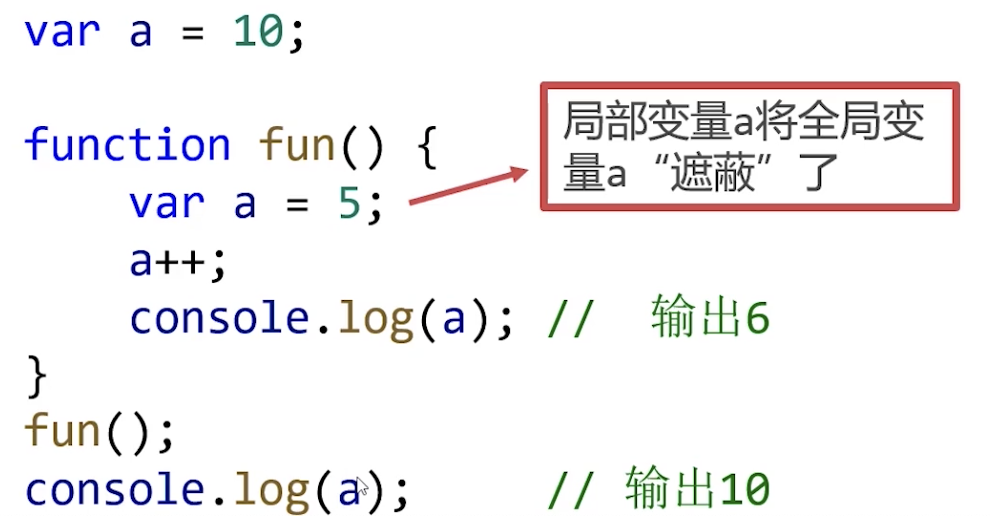 var a = 10;
function fun() {
var a = 5;
局部变量a将全局变
量a“遮蔽”了
a++;
console.log(a); // 输出6
}
fun();
console.log(a); // 输出10